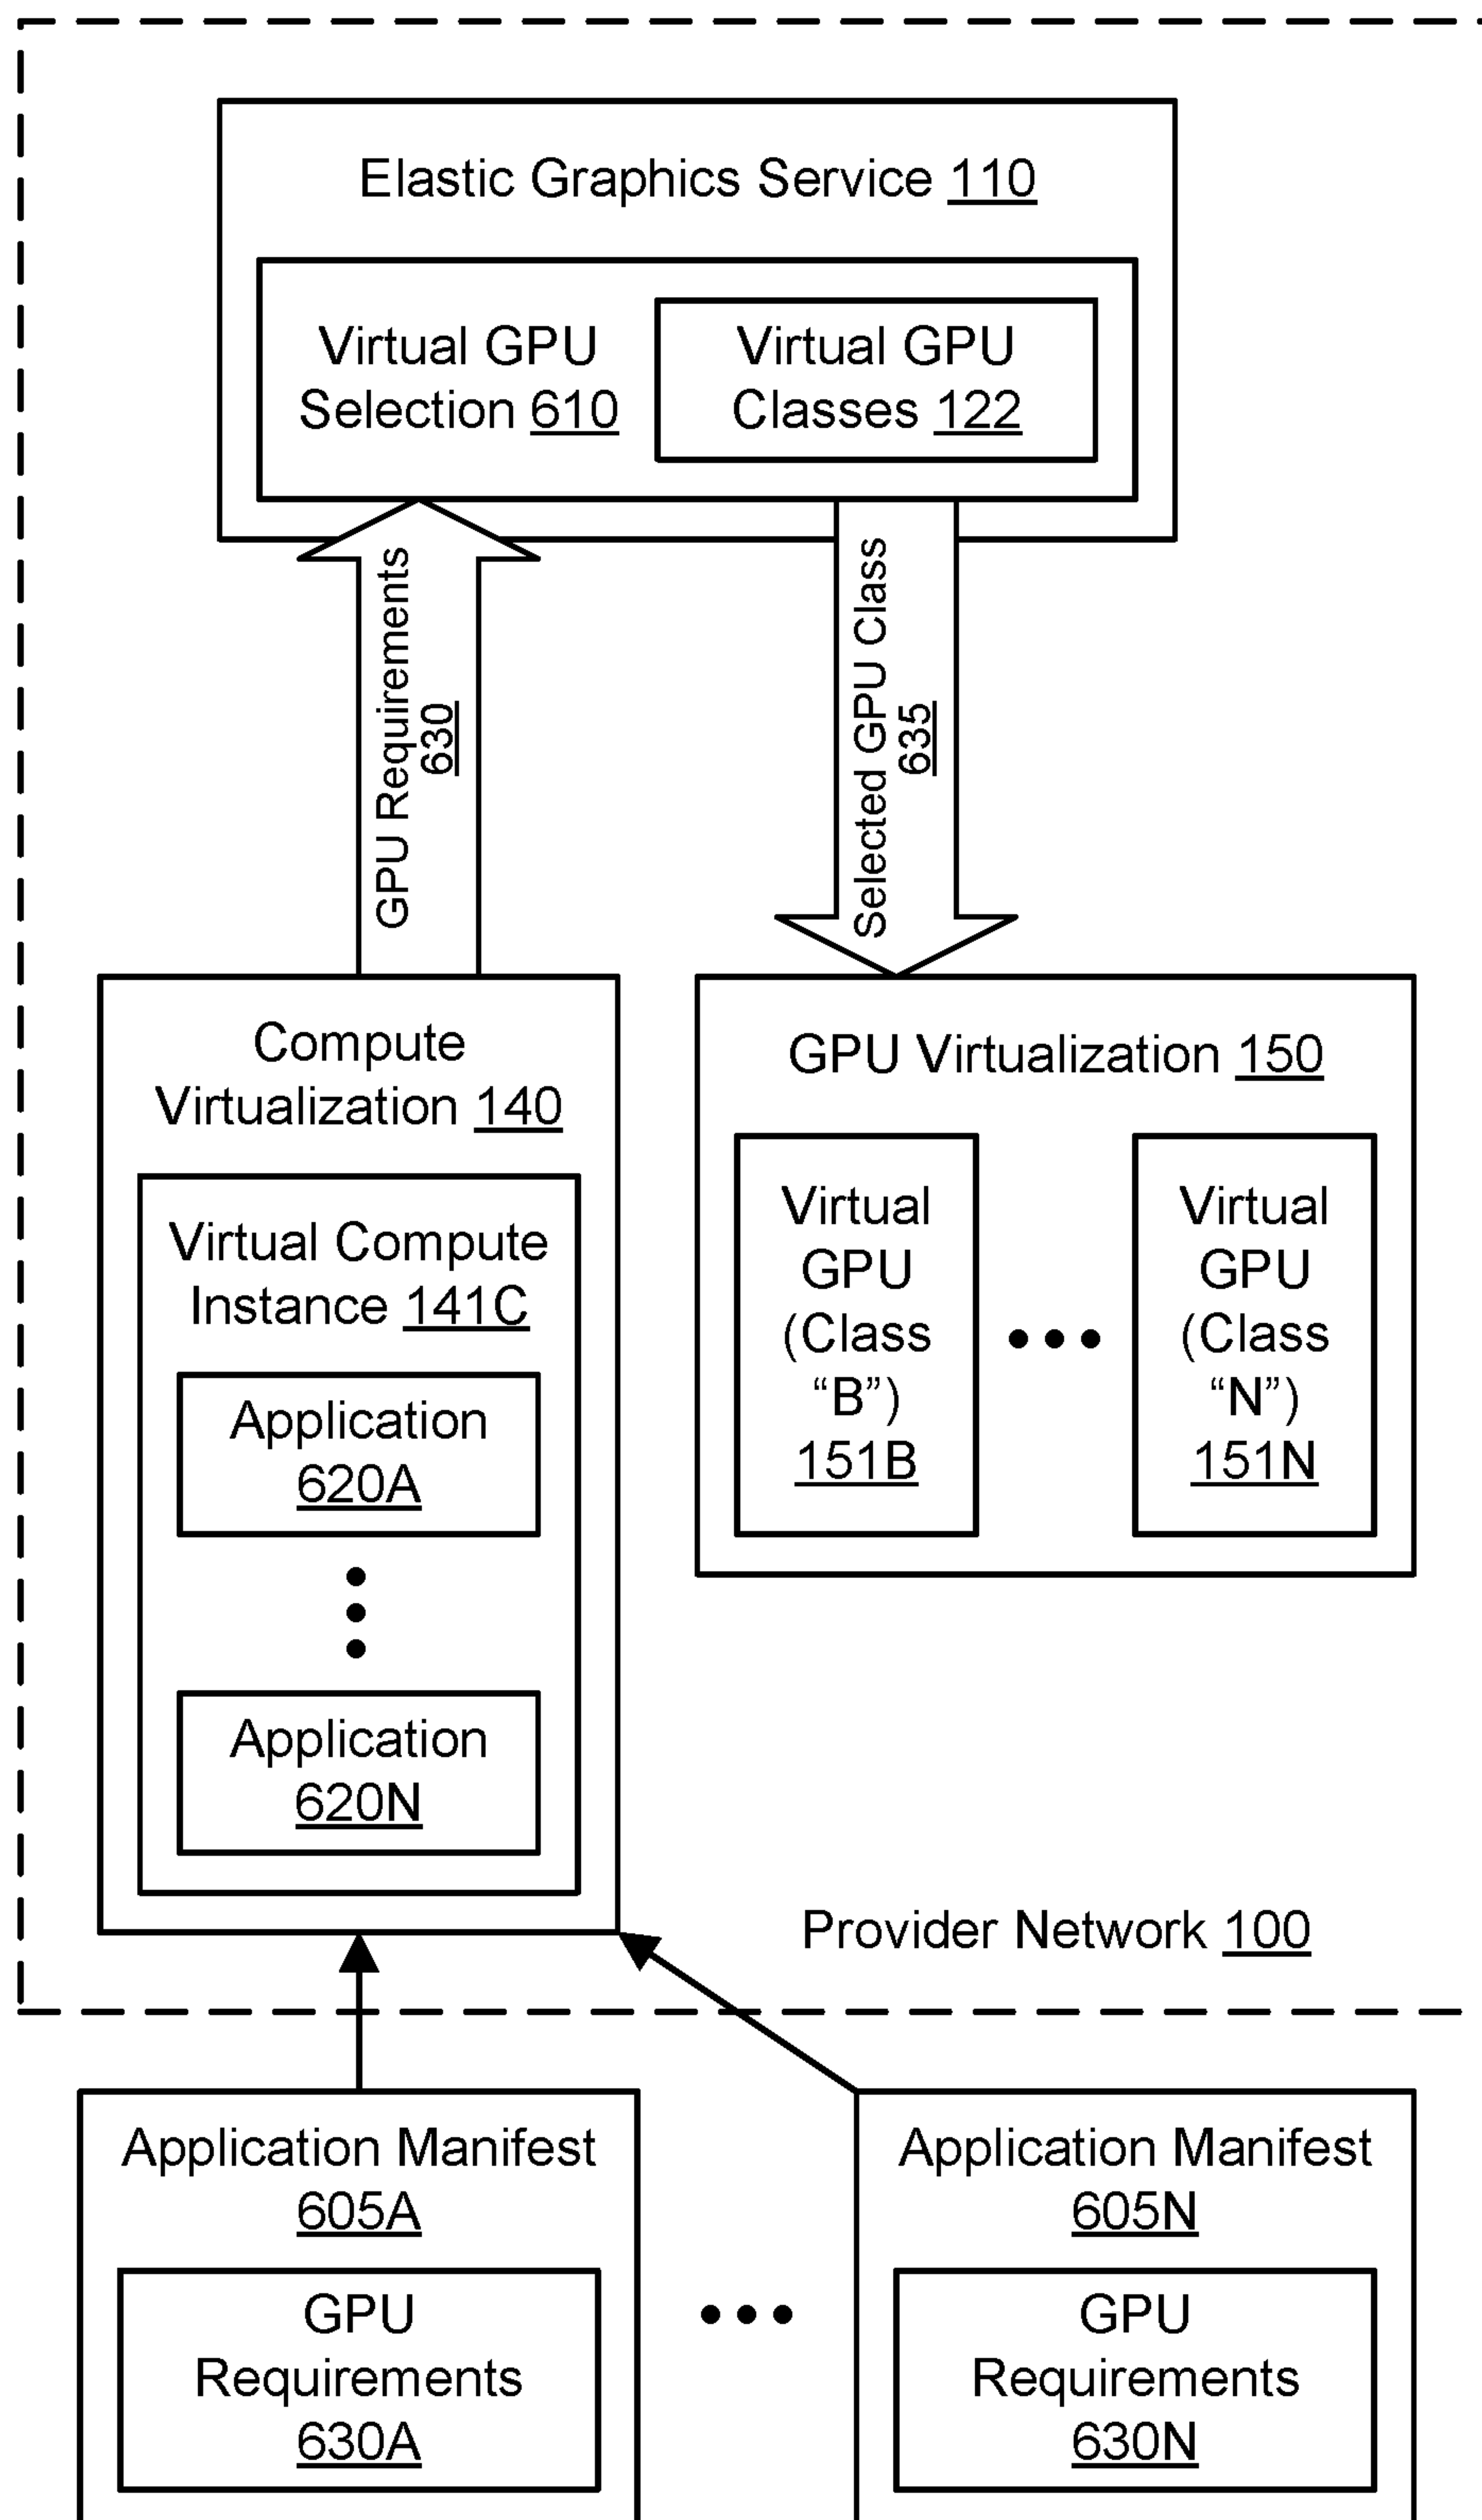 Elastic Graphics Service 110
Virtual GPU
Selection 610
Virtual GPU
Classes 122
GPU Requirements
630
Selected GPU Class
635
Compute
Virtualization 140
Virtual Compute
Instance 141C
Application
620A
Application
620N
GPU Virtualization 150
Virtual
GPU
(Class
“B”)
151B
Virtual
GPU
(Class
“N”)
151N
Provider Network 100
Application Manifest
605A
GPU
Requirements
630A
Application Manifest
605N
GPU
Requirements
630N